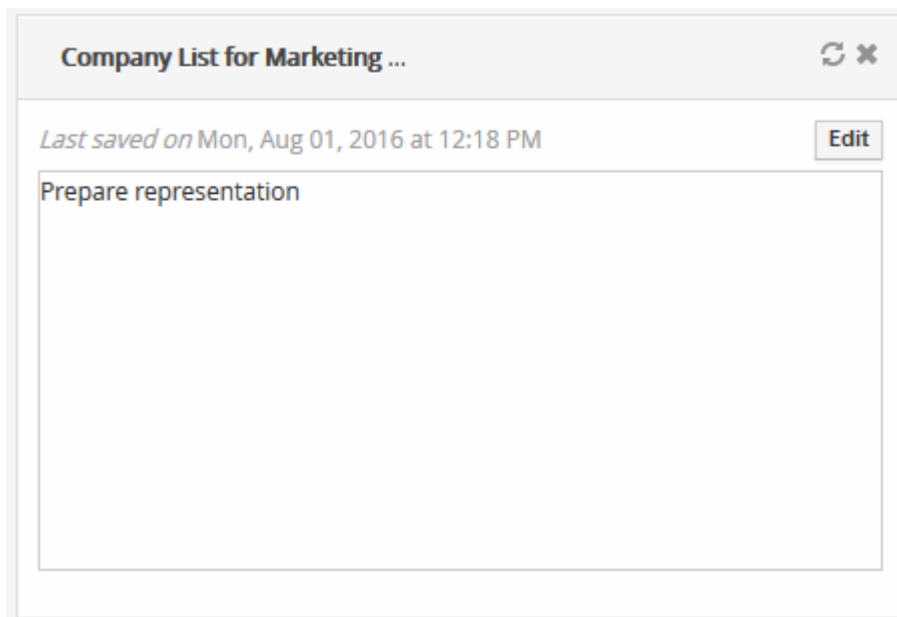 Company List for Marketing ...
Last saved on Mon, Aug 01, 2016 at 12:18 PM
Edit
Prepare representation